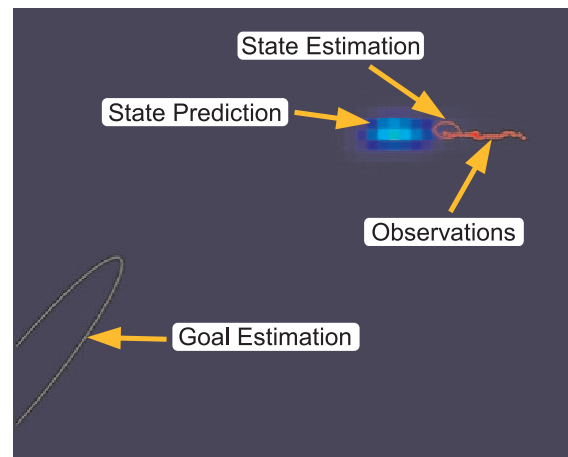 State Estimation
State Prediction
Observations
Goal Estimation